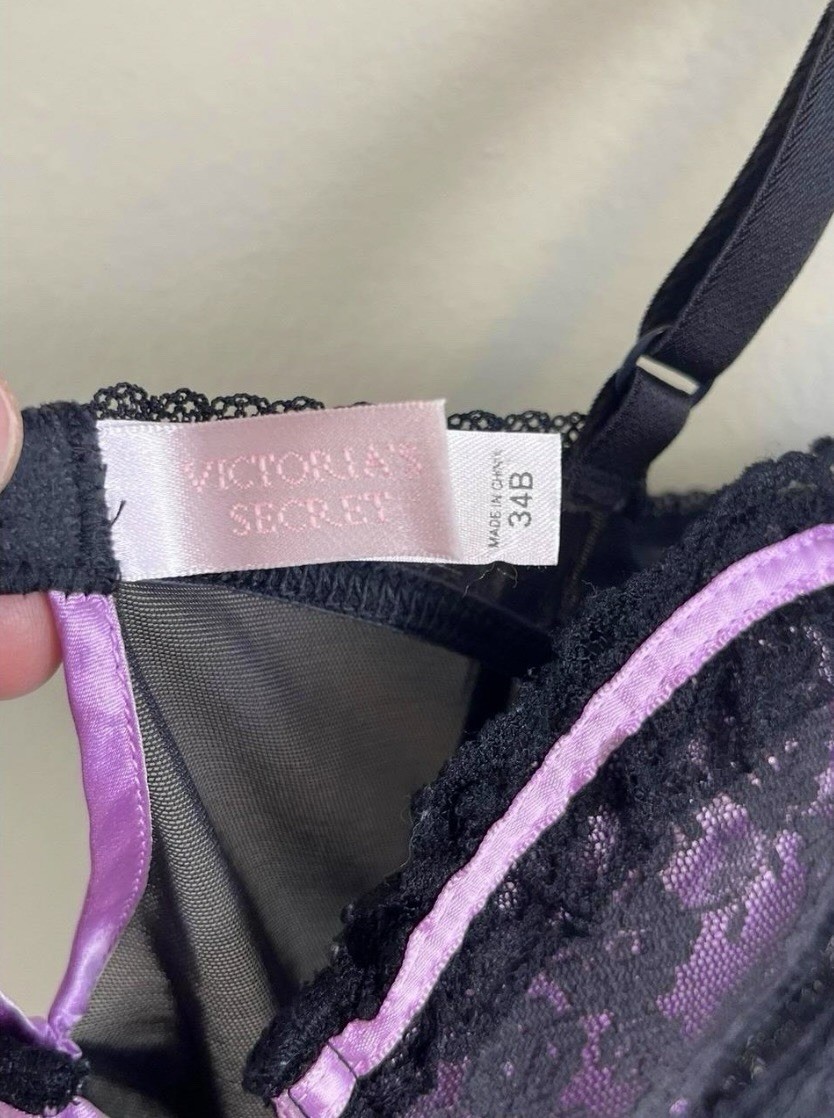 VICTORIA'S
SECRET
MADE IN CHINA
34B